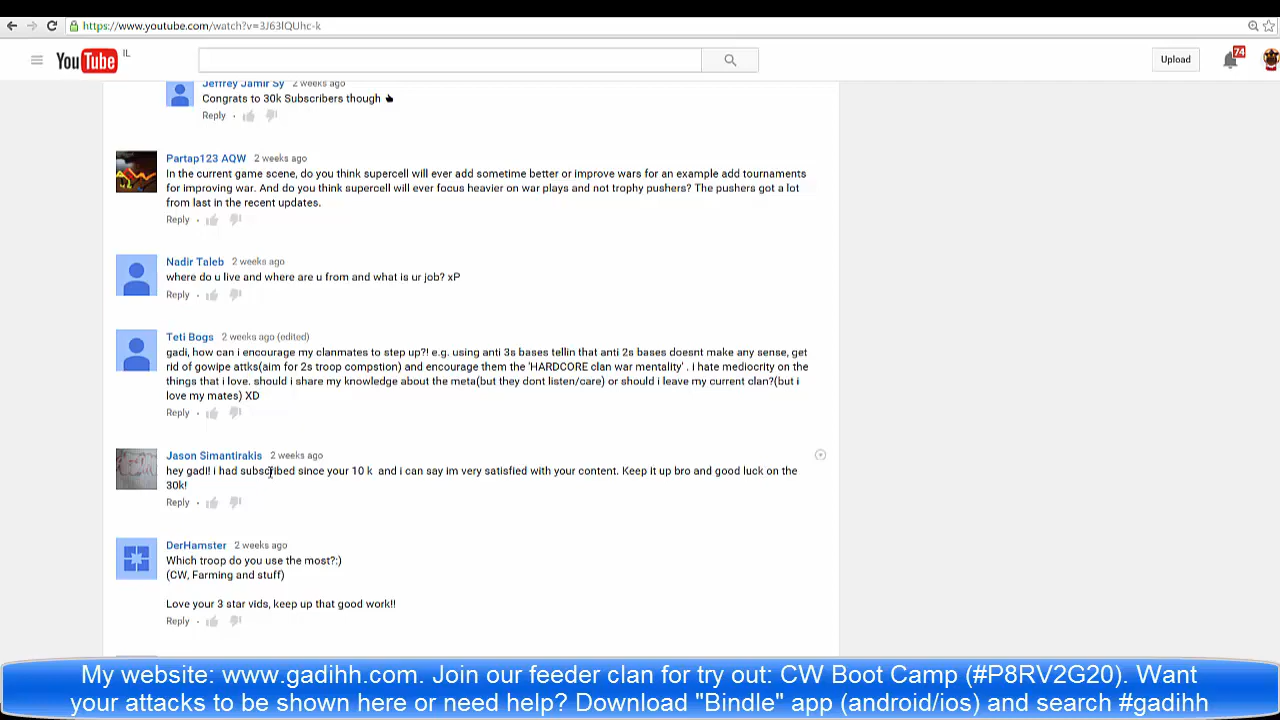 https://www.youtube.com/watch?v=3J63lQUhc-k
YouTube IL
Upload
74
Jeffrey Jamir Sy 2 weeks ago
Congrats to 30k Subscribers though
Reply
Partap123 AQW 2 weeks ago
In the current game scene, do you think supercell will ever add sometime better or improve wars for an example add tournaments
for improving war. And do you think supercell will ever focus heavier on war plays and not trophy pushers? The pushers got a lot
from last in the recent updates.
Reply
Nadir Taleb 2 weeks ago
where do u live and where are u from and what is ur job? xP
Reply
Teti Bogs 2 weeks ago (edited)
gadi, how can i encourage my clanmates to step up?! e.g. using anti 3s bases tellin that anti 2s bases doesnt make any sense, get
rid of gowipe attks(aim for 2s troop compstion) and encourage them the 'HARDCORE clan war mentality' . i hate mediocrity on the
things that i love. should i share my knowledge about the meta(but they dont listen/care) or should i leave my current clan?(but i
love my mates) XD
Reply
Jason Simantirakis 2 weeks ago
hey gadi! i had subscribed since your 10 k and i can say im very satisfied with your content. Keep it up bro and good luck on the
30k!
Reply
DerHamster 2 weeks ago
Which troop do you use the most?:)
(CW, Farming and stuff)
Love your 3 star vids, keep up that good work!!
Reply
My website: www.gadihh.com. Join our feeder clan for try out: CW Boot Camp (#P8RV2G20). Want
your attacks to be shown here or need help? Download "Bindle" app (android/ios) and search #gadihh